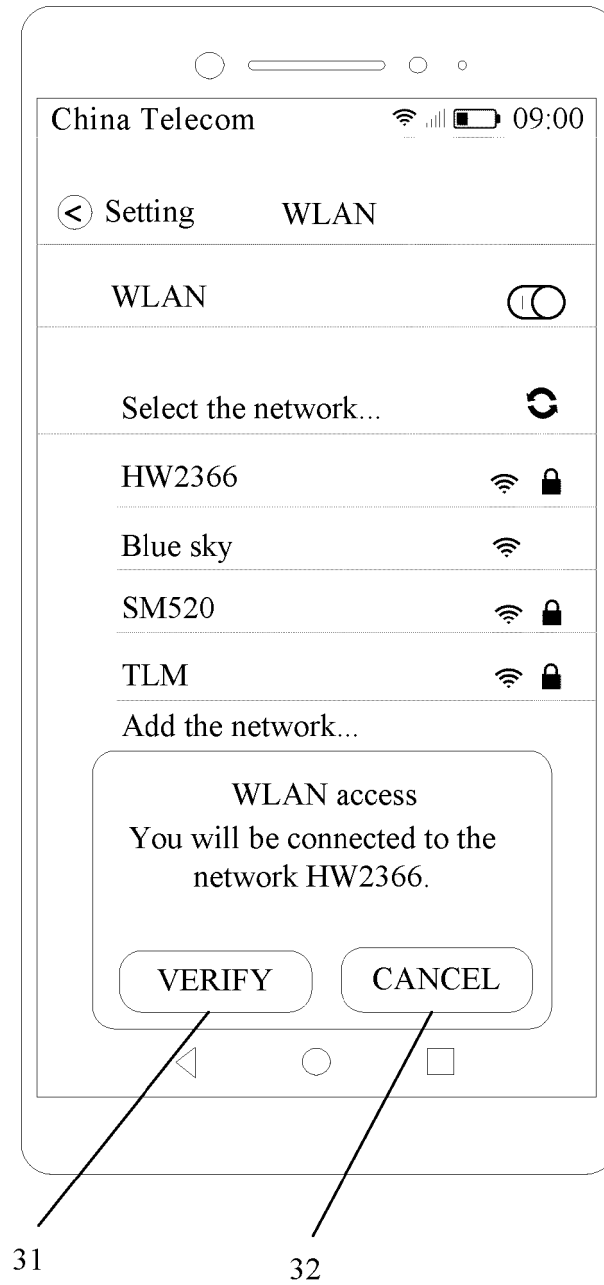 China Telecom 09:00
< Setting WLAN
WLAN
Select the network...
HW2366
Blue sky
SM520
TLM
Add the network...
WLAN access
You will be connected to the
network HW2366.
VERIFY CANCEL
31 32